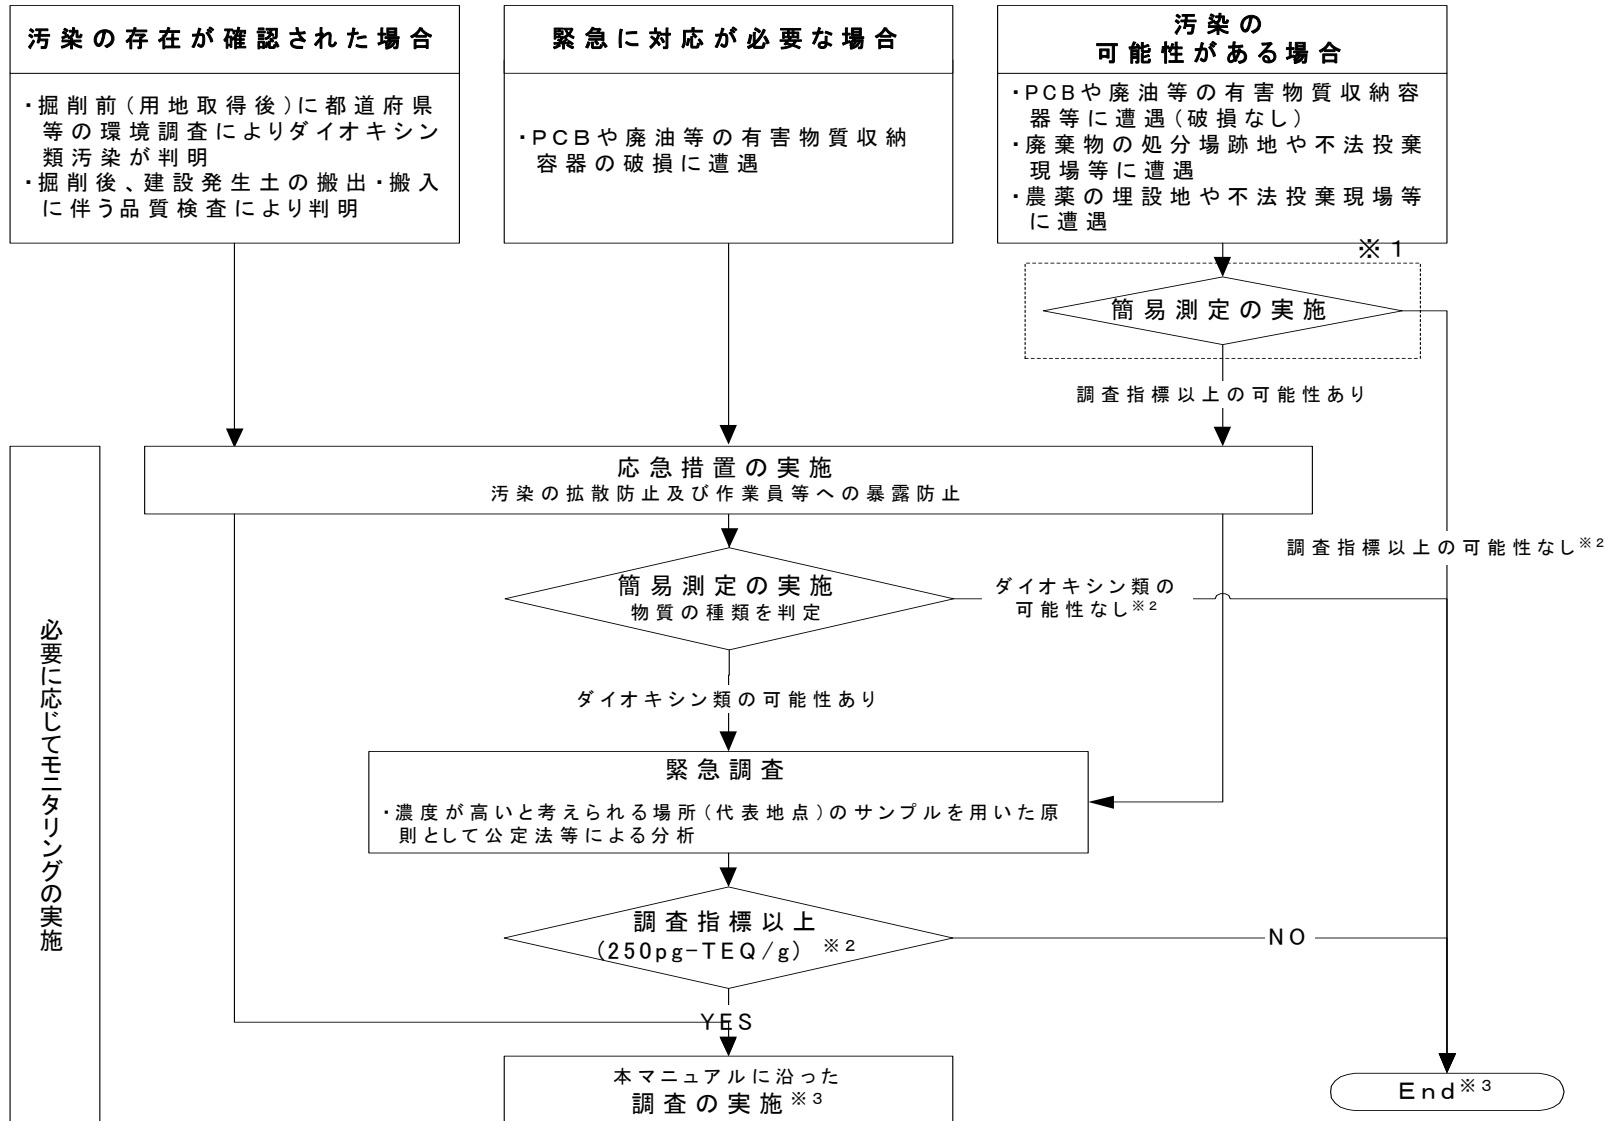 汚染の存在が確認された場合
・掘削前(用地取得後)に都道府県
等の環境調査によりダイオキシン
類汚染が判明
・掘削後、建設発生土の搬出・搬入
に伴う品質検査により判明
緊急に対応が必要な場合
・PCBや廃油等の有害物質収納
容器の破損に遭遇
汚染の
可能性がある場合
・PCBや廃油等の有害物質収納容
器等に遭遇(破損なし)
・廃棄物の処分場跡地や不法投棄
現場等に遭遇
・農薬の埋設地や不法投棄現場等
に遭遇
※1
簡易測定の実施
調査指標以上の可能性あり
応急措置の実施
汚染の拡散防止及び作業員等への暴露防止
調査指標以上の可能性なし※2
簡易測定の実施
物質の種類を判定
ダイオキシン類の
可能性なし※2
ダイオキシン類の可能性あり
緊急調査
・濃度が高いと考えられる場所(代表地点)のサンプルを用いた原
則として公定法等による分析
調査指標以上
(250pg-TEQ/g) ※2
NO
YES
本マニュアルに沿った
調査の実施※3
End※3
必要に応じてモニタリングの実施